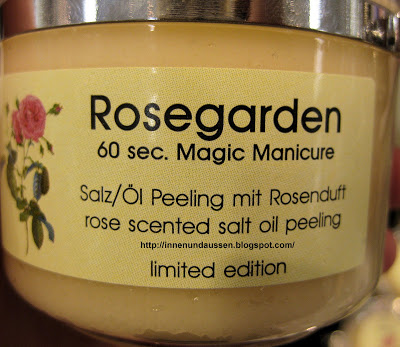 Rosegarden
60 sec. Magic Manicure
Salz/Öl Peeling mit Rosenduft
rose scented salt oil peeling
http://innenundaussen.blogspot.com/
limited edition